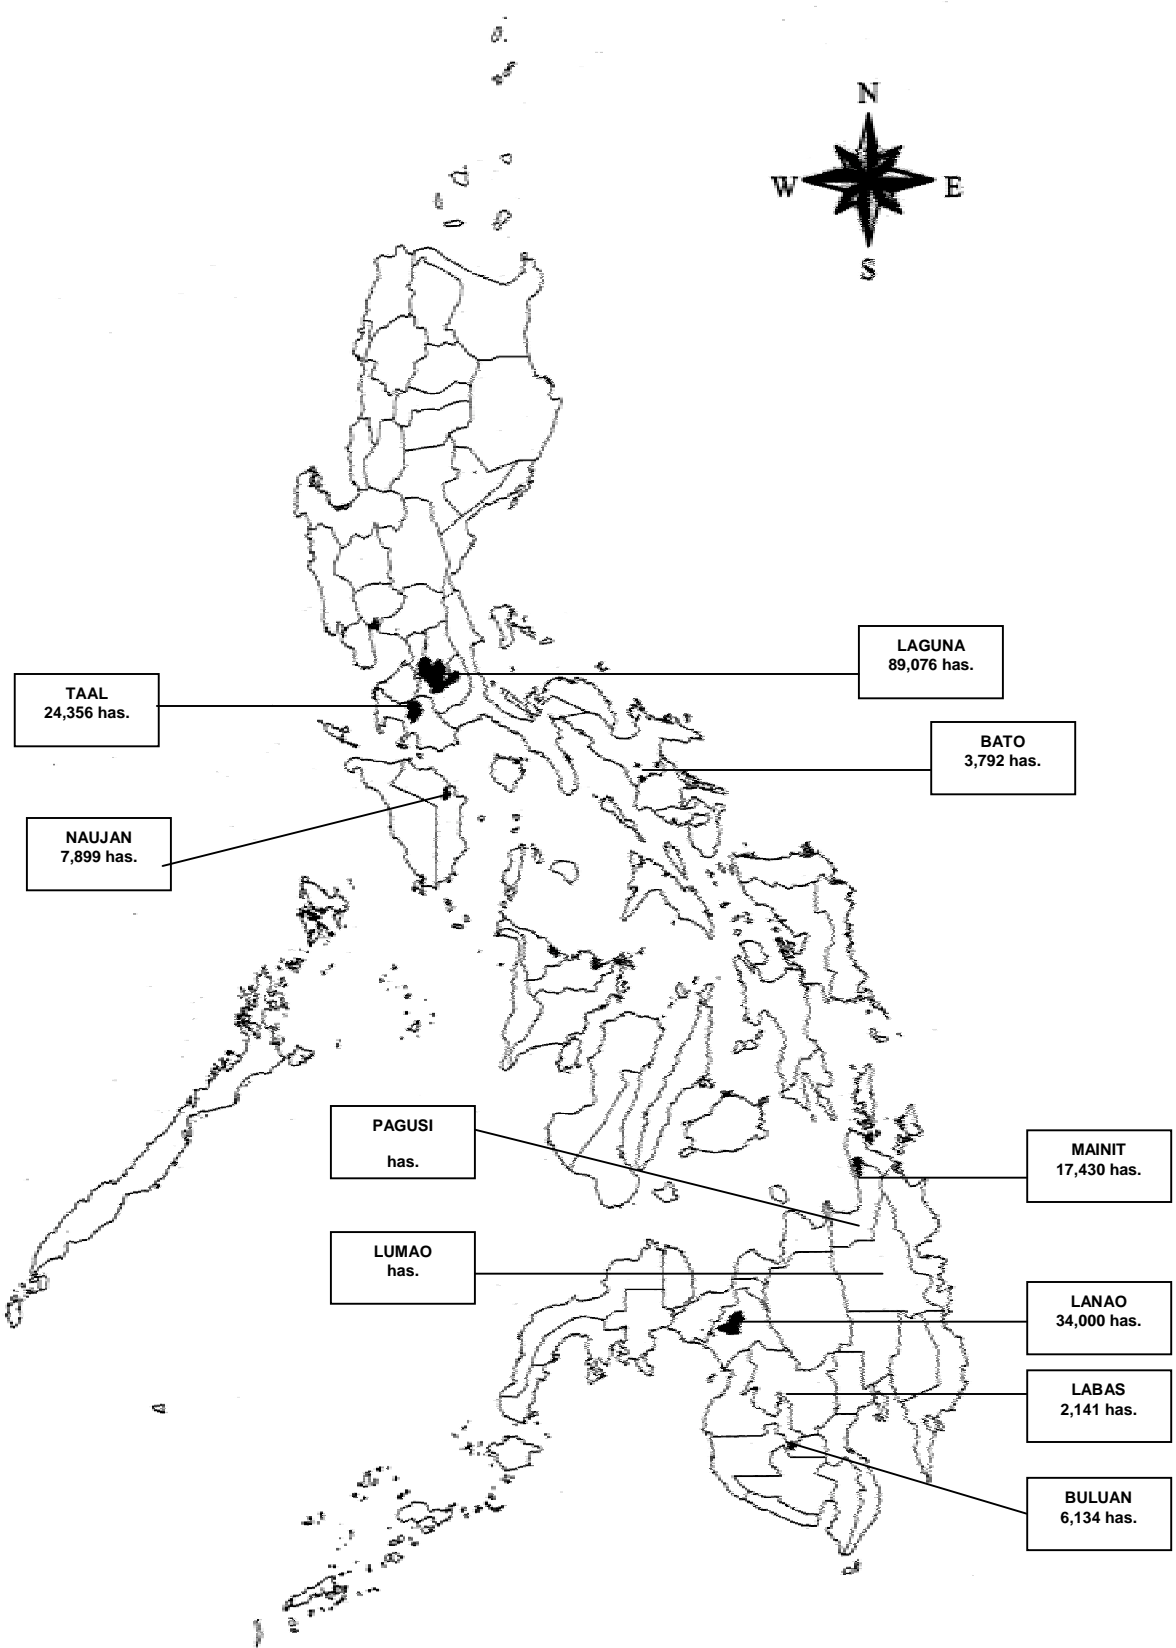 N
W
E
S
LAGUNA
89,076 has.
TAAL
24,356 has.
BATO
3,792 has.
NAUJAN
7,899 has.
PAGUSI
has.
MAINIT
17,430 has.
LUMAO
has.
LANAO
34,000 has.
LABAS
2,141 has.
BULUAN
6,134 has.